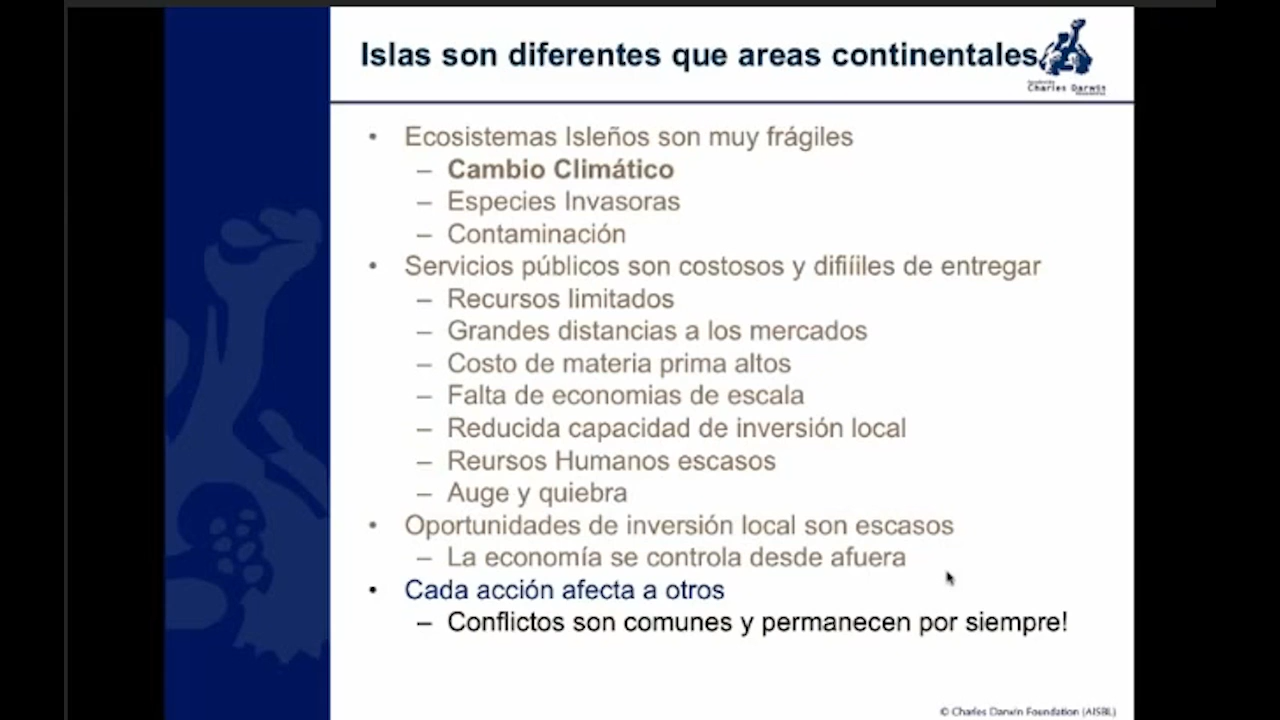 Islas son diferentes que areas continentales
Charles Darwin
• Ecosistemas Isleños son muy frágiles
– Cambio Climático
– Especies Invasoras
– Contaminación
• Servicios públicos son costosos y difiíiles de entregar
– Recursos limitados
– Grandes distancias a los mercados
– Costo de materia prima altos
– Falta de economias de escala
– Reducida capacidad de inversión local
– Reursos Humanos escasos
– Auge y quiebra
• Oportunidades de inversión local son escasos
– La economía se controla desde afuera
• Cada acción afecta a otros
– Conflictos son comunes y permanecen por siempre!
© Charles Darwin Foundation (AISBL)